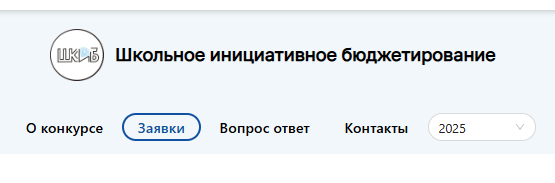 ШКИБ
Школьное инициативное бюджетирование
О конкурсе Заявки Вопрос ответ Контакты 2025